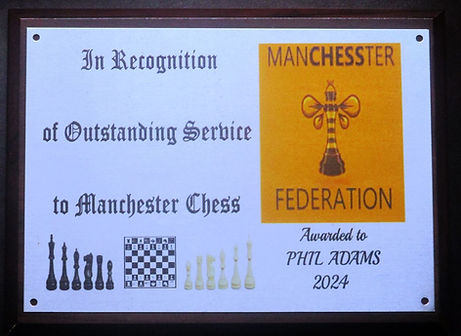 In Recognition
of Outstanding Service
to Manchester Chess
MANCHESSTER
FEDERATION
Awarded to
PHIL ADAMS
2024